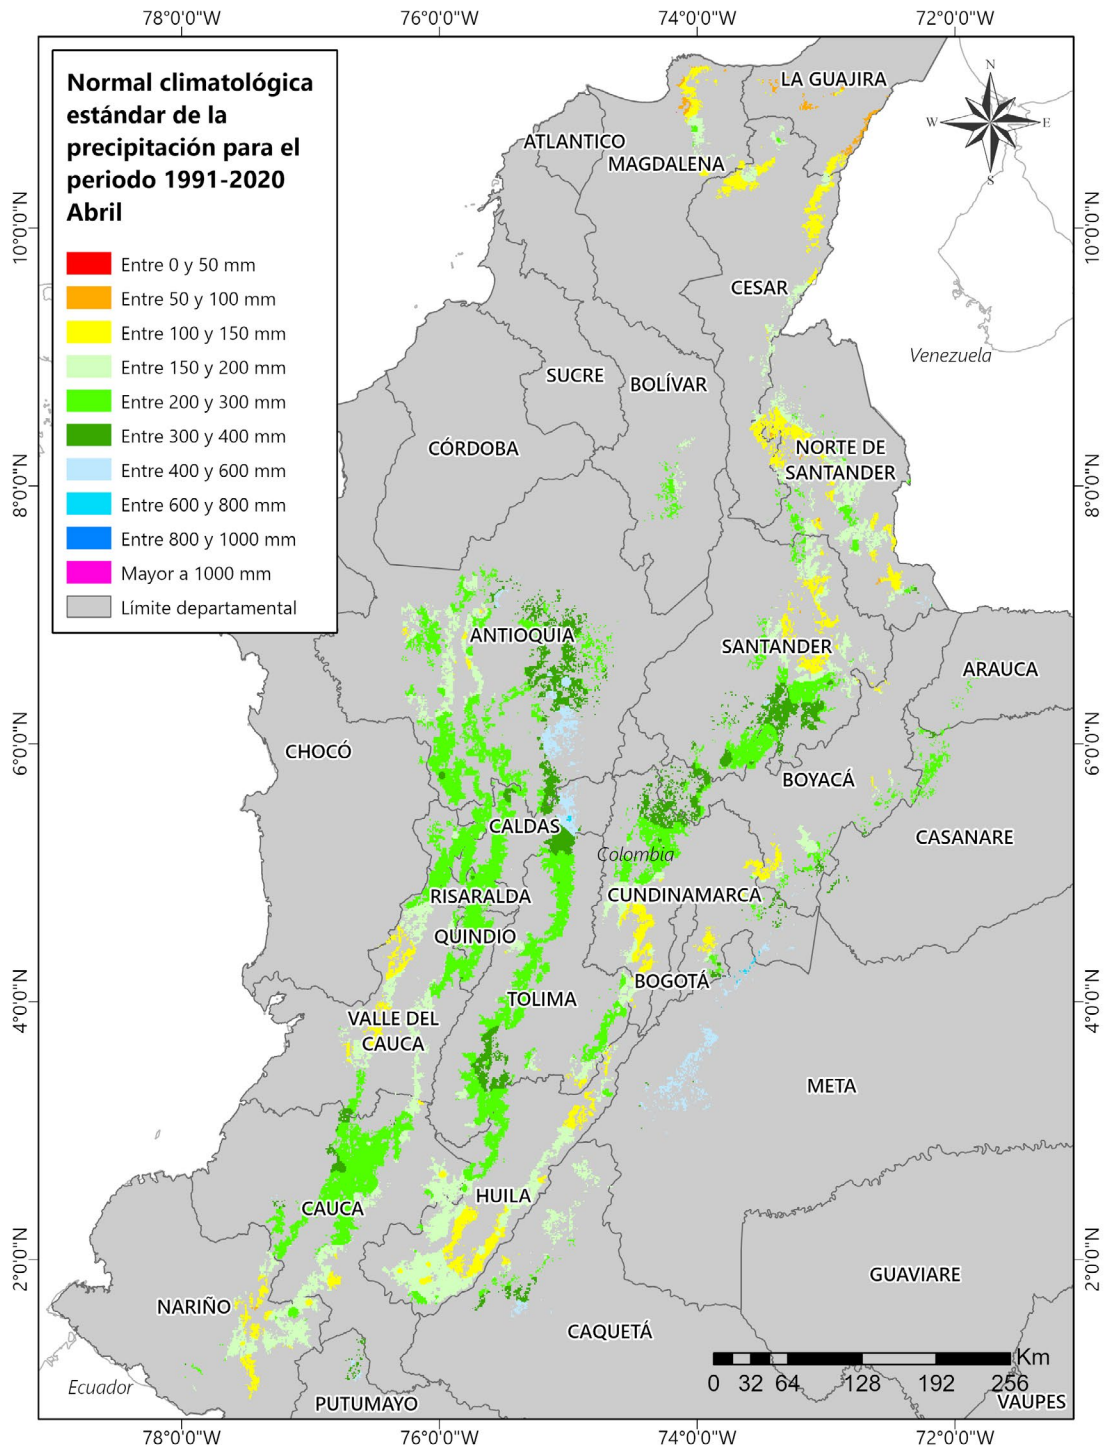 78°0'0"W 76°0'0"W 74°0'0"W 72°0'0"W
Normal climatológica
estándar de la
precipitación para el
periodo 1991-2020
Abril
Entre 0 y 50 mm
Entre 50 y 100 mm
Entre 100 y 150 mm
Entre 150 y 200 mm
Entre 200 y 300 mm
Entre 300 y 400 mm
Entre 400 y 600 mm
Entre 600 y 800 mm
Entre 800 y 1000 mm
Mayor a 1000 mm
Límite departamental
N
W E
S
LA GUAJIRA
ATLANTICO
MAGDALENA
10°0'0"N 10°0'0"N
CESAR
Venezuela
SUCRE
BOLÍVAR
CÓRDOBA
NORTE DE
SANTANDER
8°0'0"N 8°0'0"N
ANTIOQUIA
SANTANDER
ARAUCA
6°0'0"N 6°0'0"N
CHOCÓ
BOYACÁ
CALDAS
CASANARE
Colombia
RISARALDA
CUNDINAMARCA
QUINDIO
BOGOTÁ
4°0'0"N 4°0'0"N
TOLIMA
VALLE DEL
CAUCA
META
HUILA
CAUCA
2°0'0"N 2°0'0"N
GUAVIARE
NARIÑO
CAQUETÁ
Km
0 32 64 128 192 256
Ecuador
PUTUMAYO
VAUPES
78°0'0"W 76°0'0"W 74°0'0"W 72°0'0"W